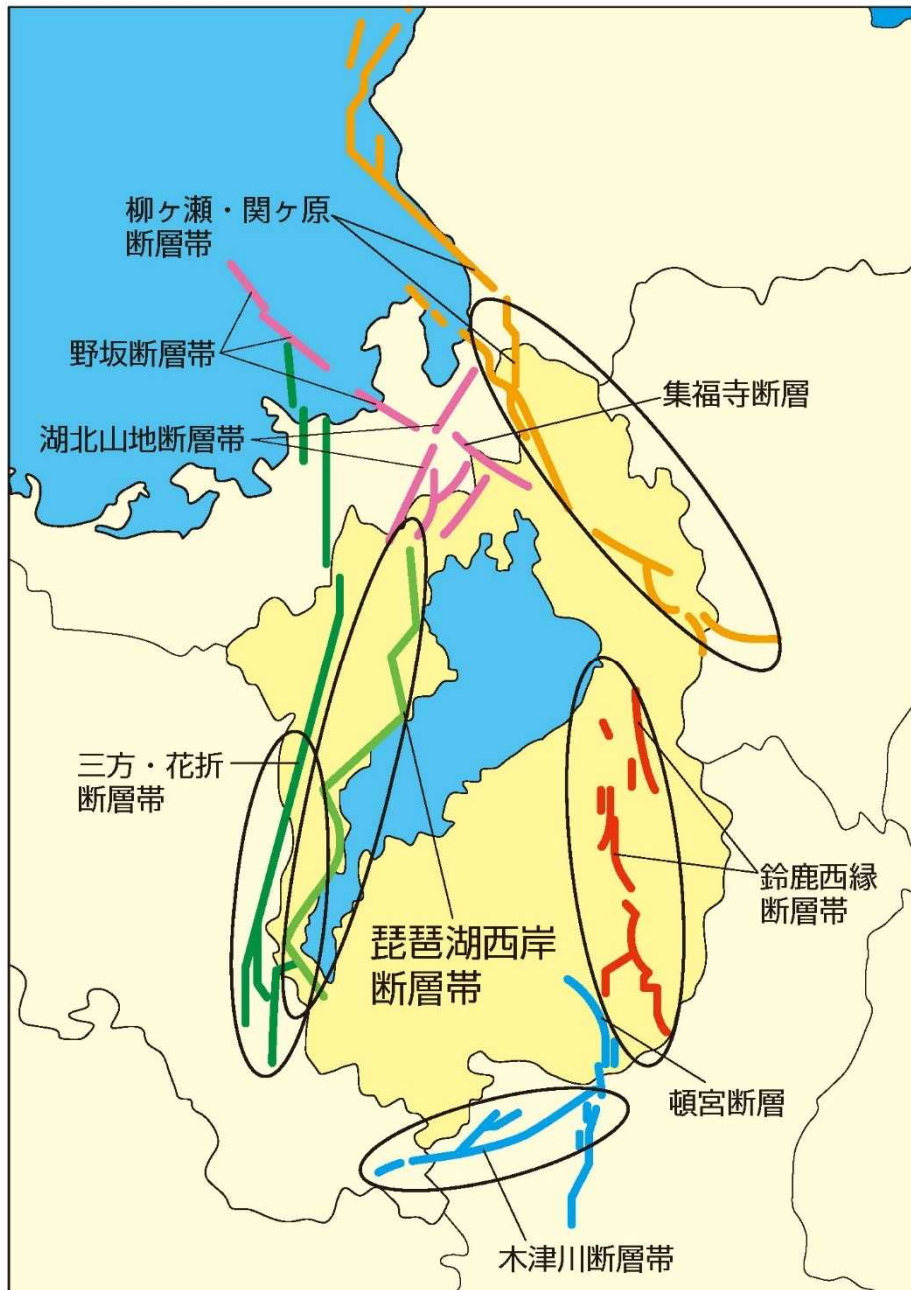 柳ヶ瀬・関ヶ原
断層帯
野坂断層帯
集福寺断層
湖北山地断層帯
三方・花折
断層帯
鈴鹿西縁
断層帯
琵琶湖西岸
断層帯
頓宮断層
木津川断層帯